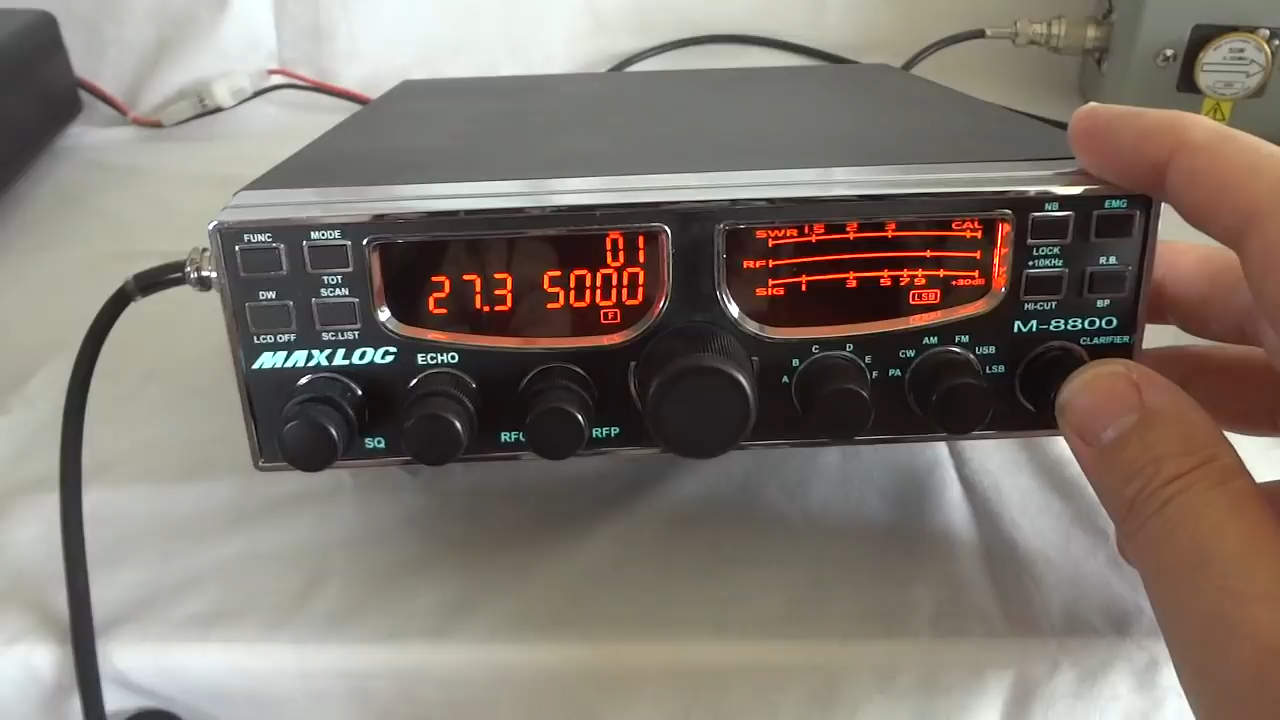 FUNC
MODE
TOT
SCAN
DW
LCD OFF
SC.LIST
MAXLOG
ECHO
SQ
RFP
01
27.3 5000
F
SWR 1.5 2 3 CAL
RF
SIG 3 5 7 9 +30dB
LSB
NB
EMG
LOCK
+10KHz
R.B.
HI-CUT
BP
M-8800
CLARIFIER
A B C D E F
PA CW AM FM USB LSB